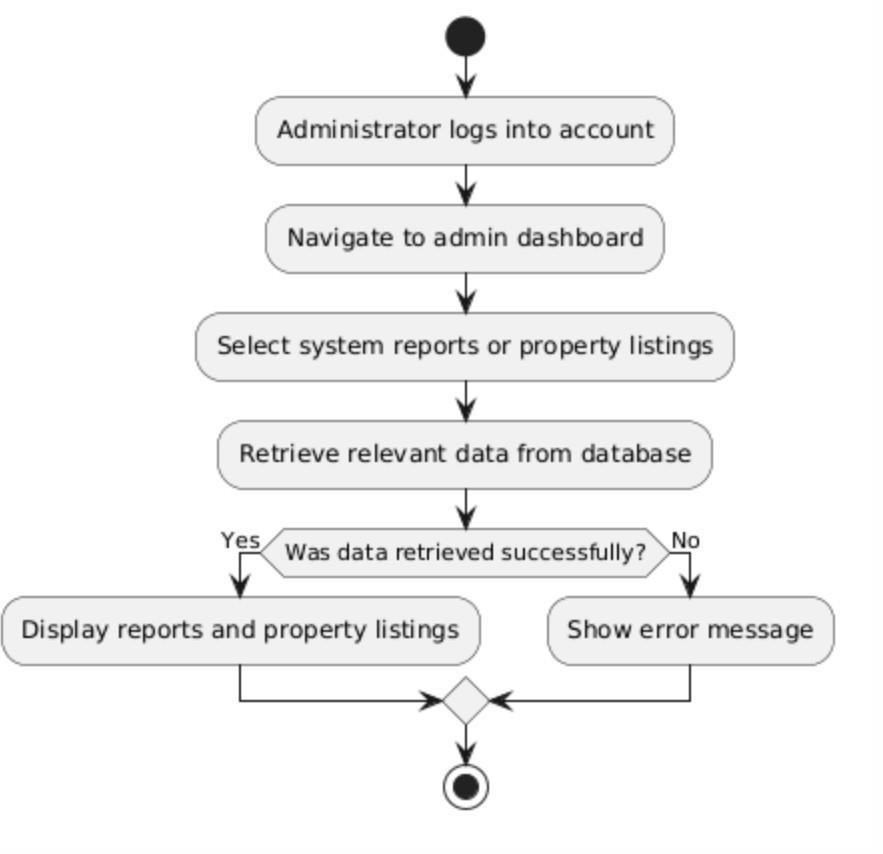 Administrator logs into account
Navigate to admin dashboard
Select system reports or property listings
Retrieve relevant data from database
Yes
Was data retrieved successfully?
No
Display reports and property listings
Show error message